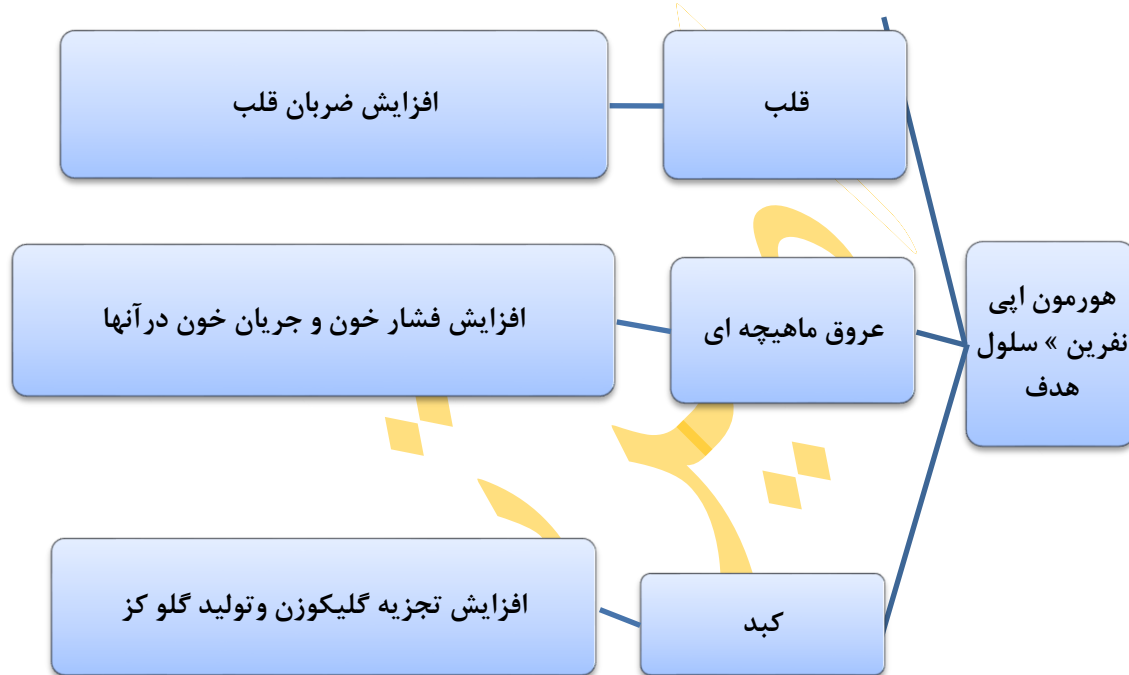 هورمون اپی
نفرین » سلول
هدف
قلب
افزایش ضربان قلب
عروق ماهیچه ای
افزایش فشار خون و جریان خون درآنها
کبد
افزایش تجزیه گلیکوزن وتولید گلو کز